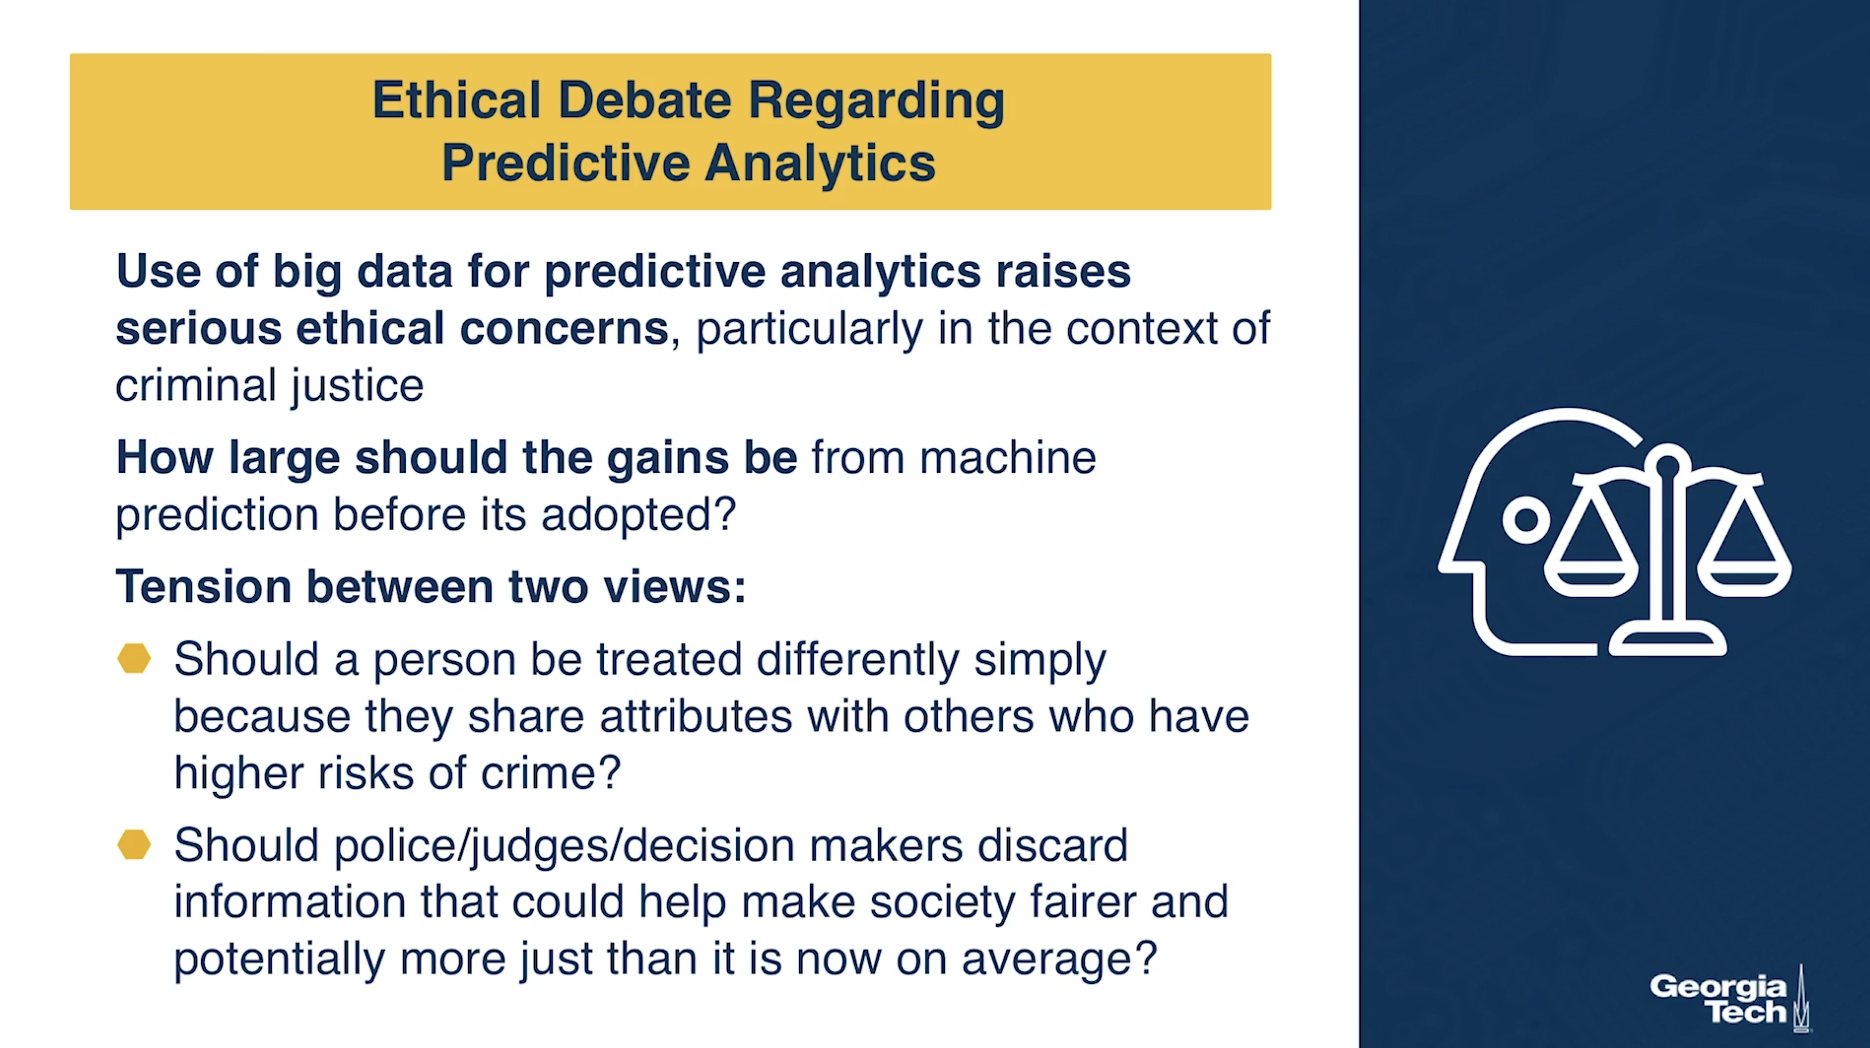 Ethical Debate Regarding
Predictive Analytics
Use of big data for predictive analytics raises
serious ethical concerns, particularly in the context of
criminal justice
How large should the gains be from machine
prediction before its adopted?
Tension between two views:
Should a person be treated differently simply
because they share attributes with others who have
higher risks of crime?
Should police/judges/decision makers discard
information that could help make society fairer and
potentially more just than it is now on average?
Georgia
Tech